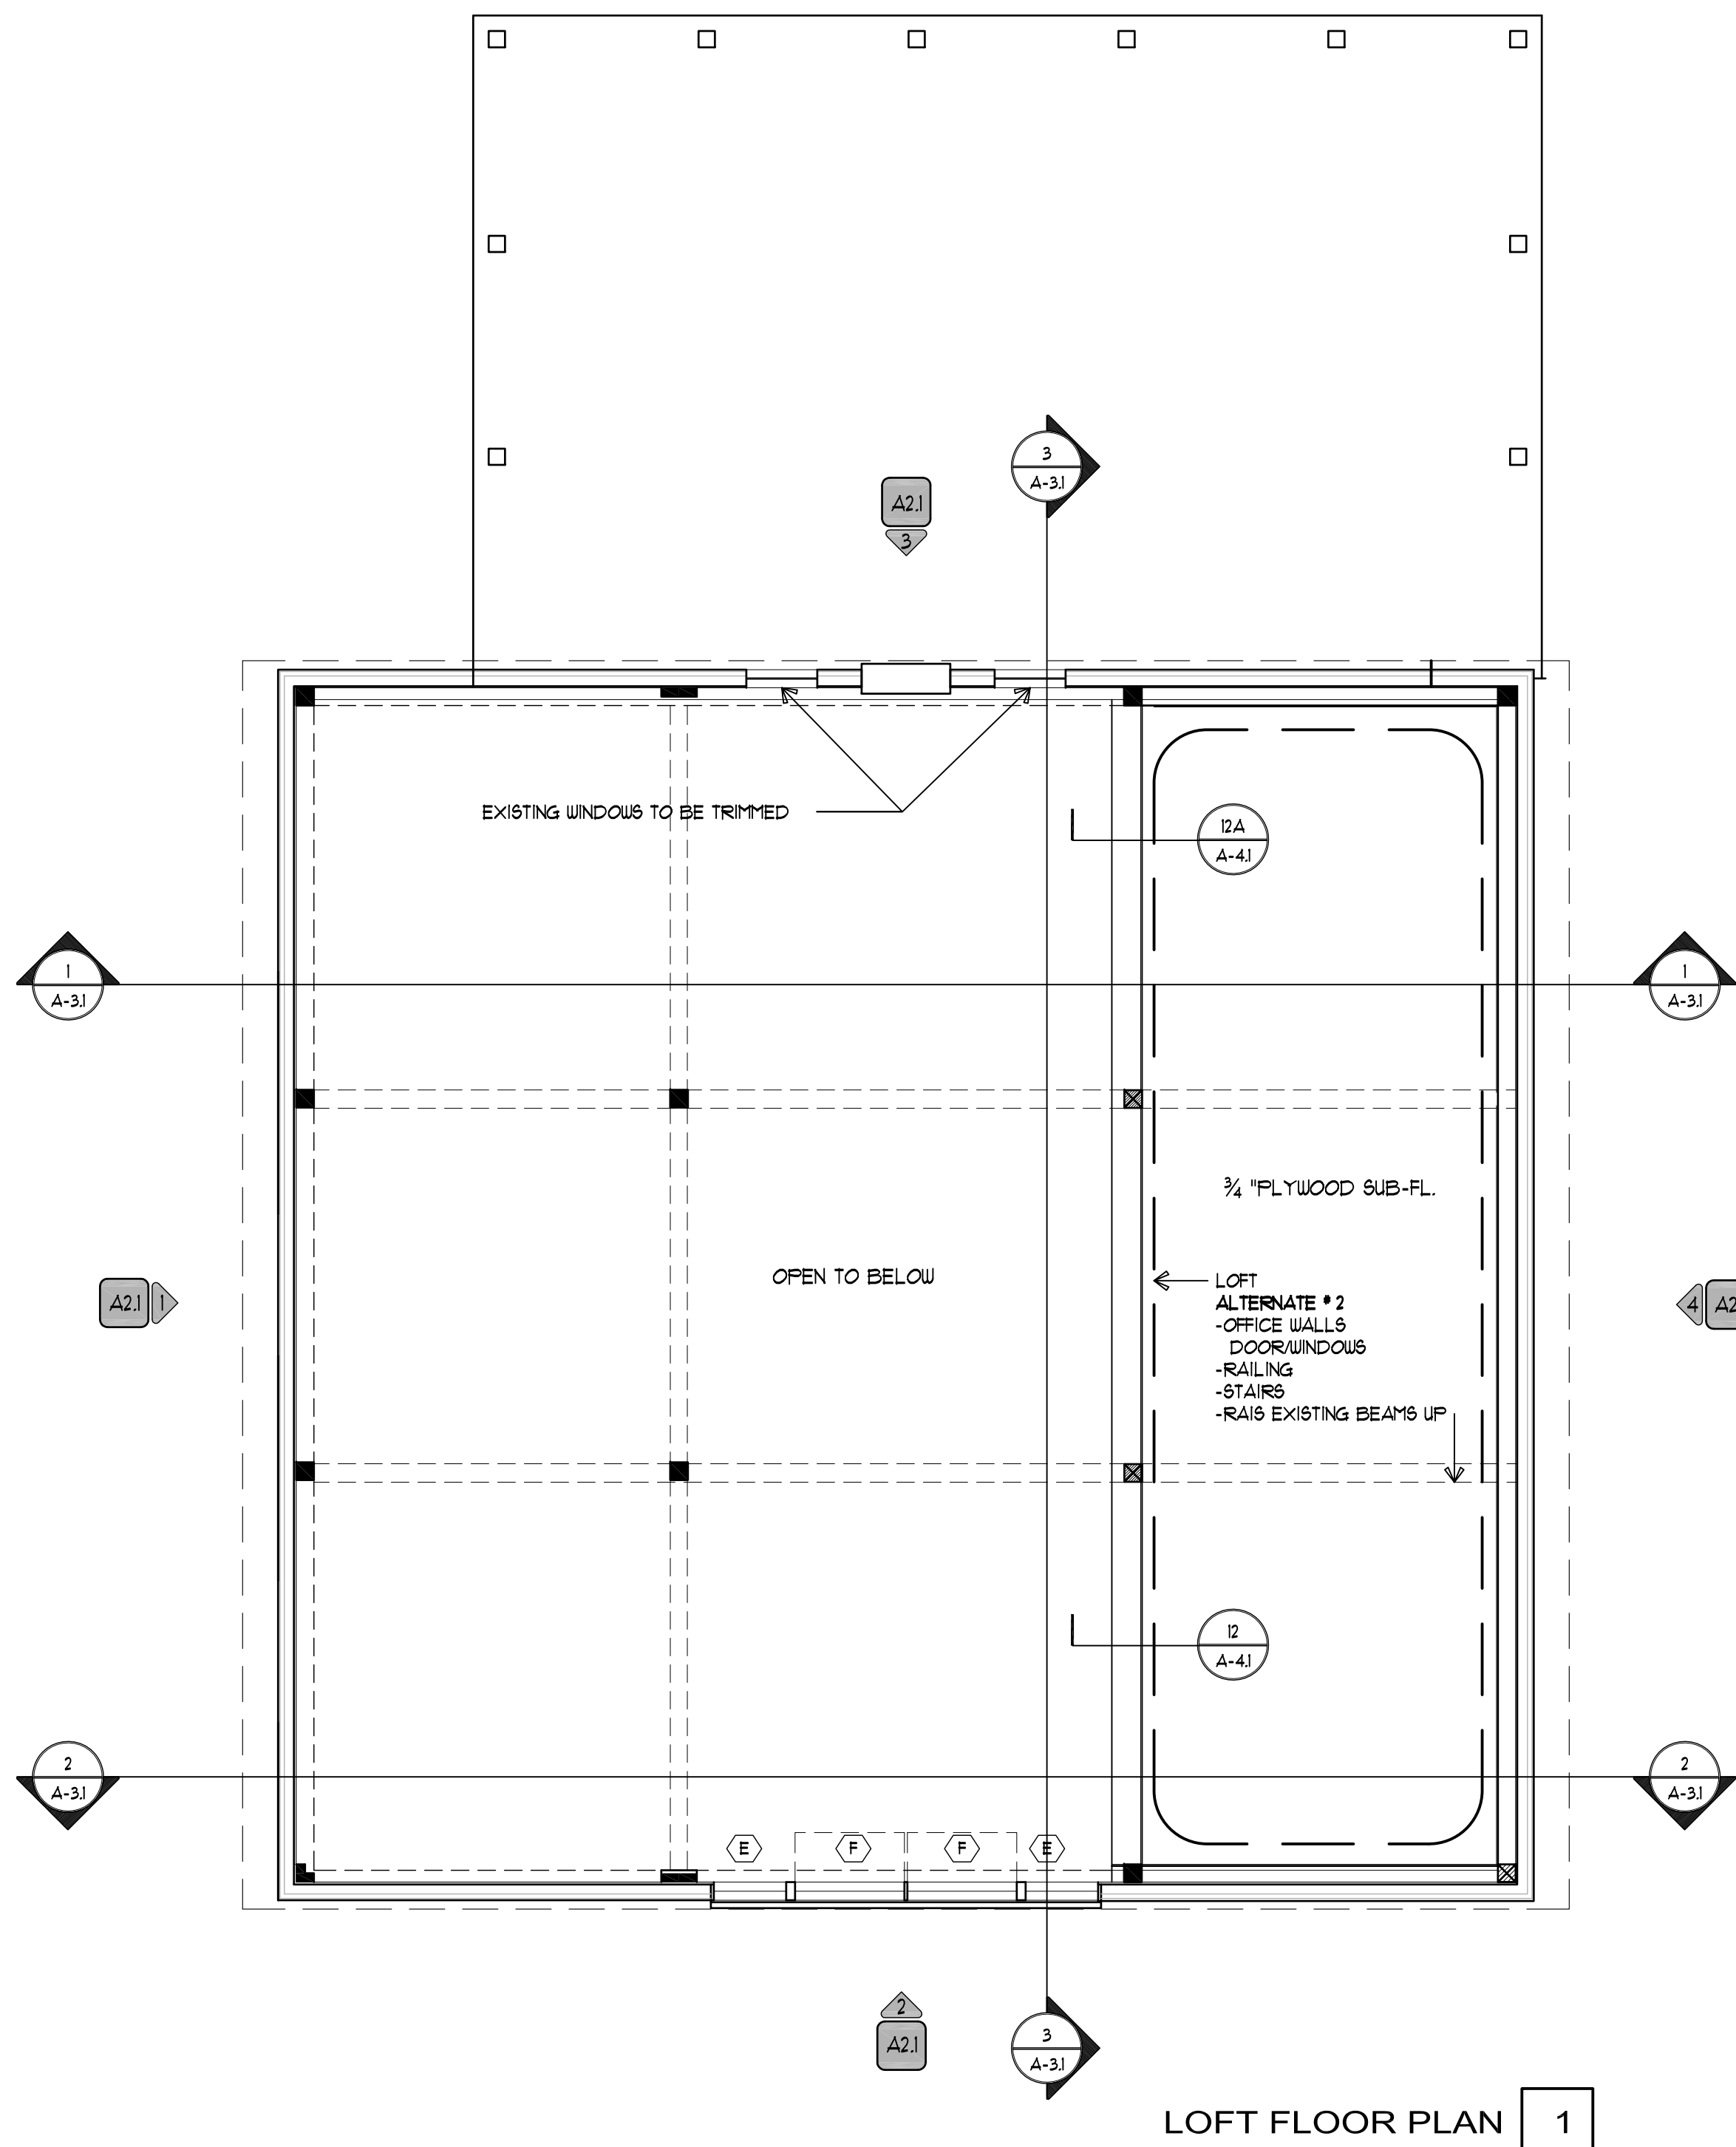 3
A-3.1
A2.1
3
EXISTING WINDOWS TO BE TRIMMED
12A
A-4.1
1
A-3.1
1
A-3.1
3/4 "PLYWOOD SUB-FL.
OPEN TO BELOW
A2.1 1
4
LOFT
ALTERNATE # 2
-OFFICE WALLS
DOOR/WINDOWS
-RAILING
-STAIRS
-RAIS EXISTING BEAMS UP
12
A-4.1
2
A-3.1
2
A-3.1
E F F E
2
A2.1
3
A-3.1
LOFT FLOOR PLAN 1